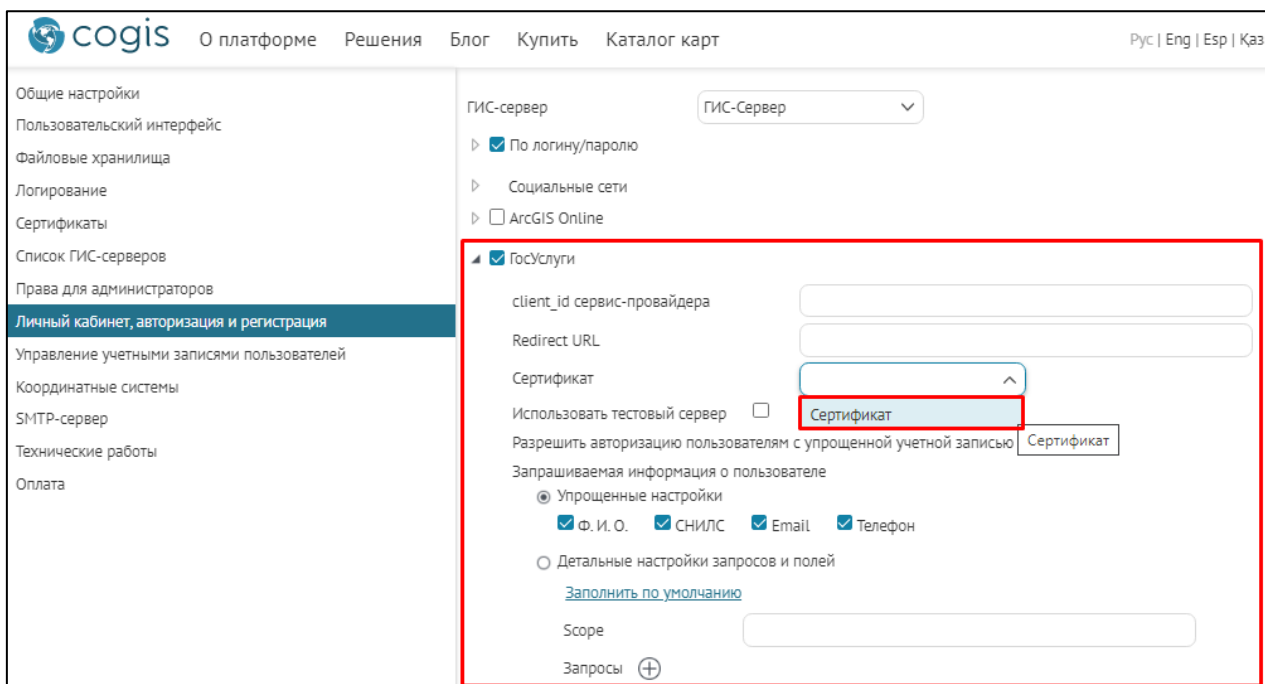 cogis О платформе Решения Блог Купить Каталог карт Рус | Eng | Esp | Қаз
Общие настройки
Пользовательский интерфейс
Файловые хранилища
Логирование
Сертификаты
Список ГИС-серверов
Права для администраторов
Личный кабинет, авторизация и регистрация
Управление учетными записями пользователей
Координатные системы
SMTP-сервер
Технические работы
Оплата
ГИС-сервер ГИС-Сервер
По логину/паролю
Социальные сети
ArcGIS Online
ГосУслуги
client_id сервис-провайдера
Redirect URL
Сертификат
Использовать тестовый сервер Сертификат
Разрешить авторизацию пользователям с упрощенной учетной записью Сертификат
Запрашиваемая информация о пользователе
Упрощенные настройки
Ф. И. О. СНИЛС Email Телефон
Детальные настройки запросов и полей
Заполнить по умолчанию
Scope
Запросы